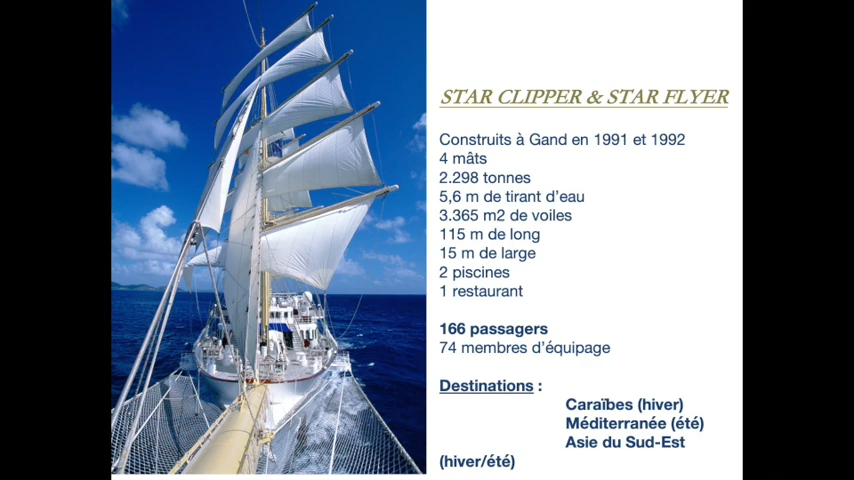 STAR CLIPPER & STAR FLYER
Construits à Gand en 1991 et 1992
4 mâts
2.298 tonnes
5,6 m de tirant d’eau
3.365 m2 de voiles
115 m de long
15 m de large
2 piscines
1 restaurant
166 passagers
74 membres d’équipage
Destinations :
Caraïbes (hiver)
Méditerranée (été)
Asie du Sud-Est
(hiver/été)